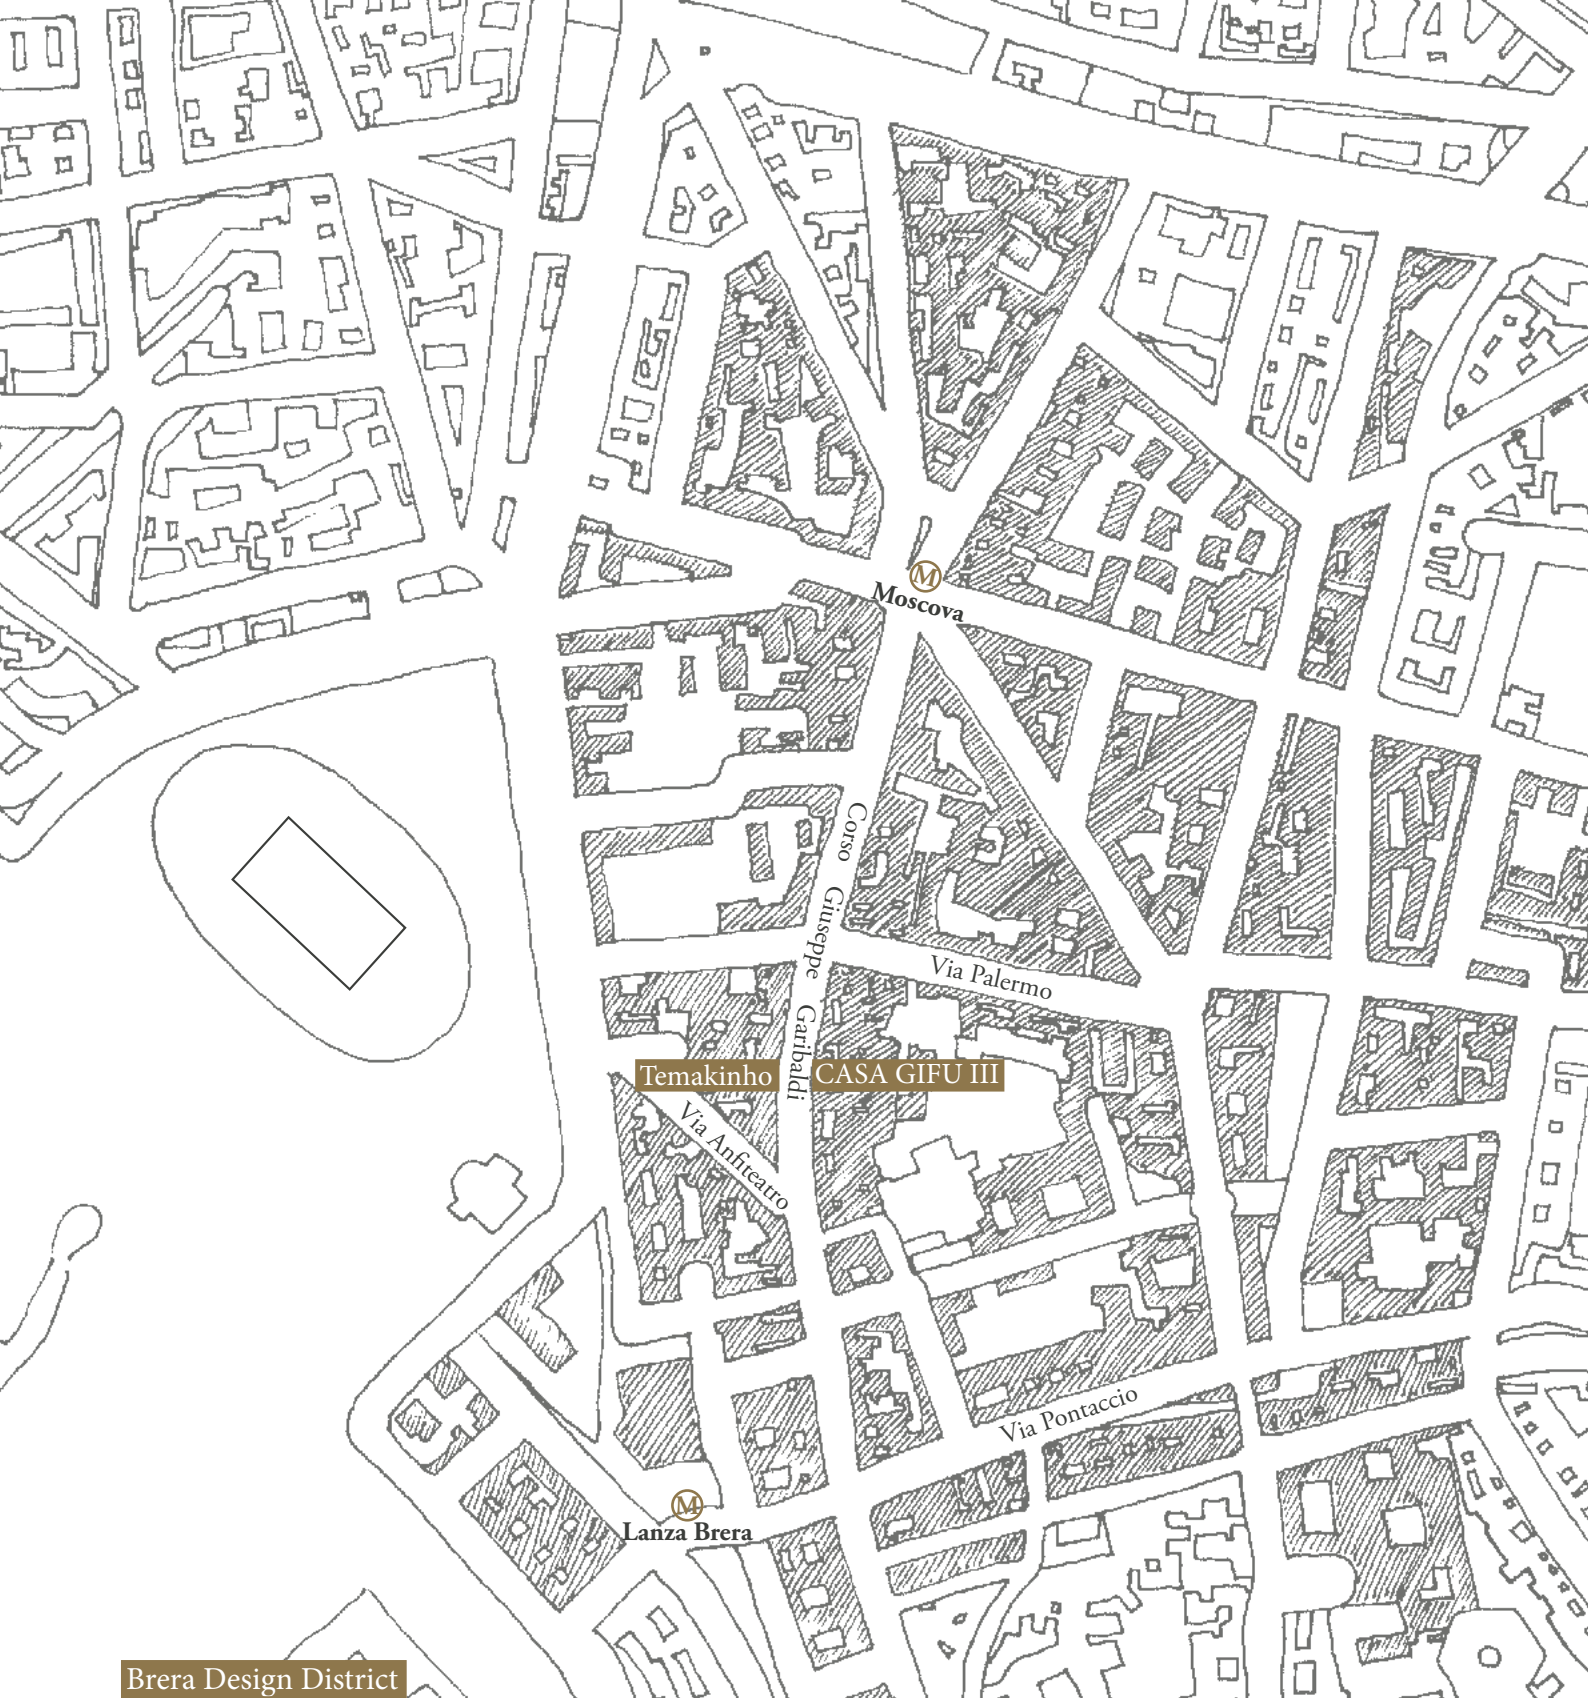 M
Moscova
Corso Giuseppe Garibaldi
Via Palermo
Temakinho
CASA GIFU III
Via Anfiteatro
Via Pontaccio
M
Lanza Brera
Brera Design District